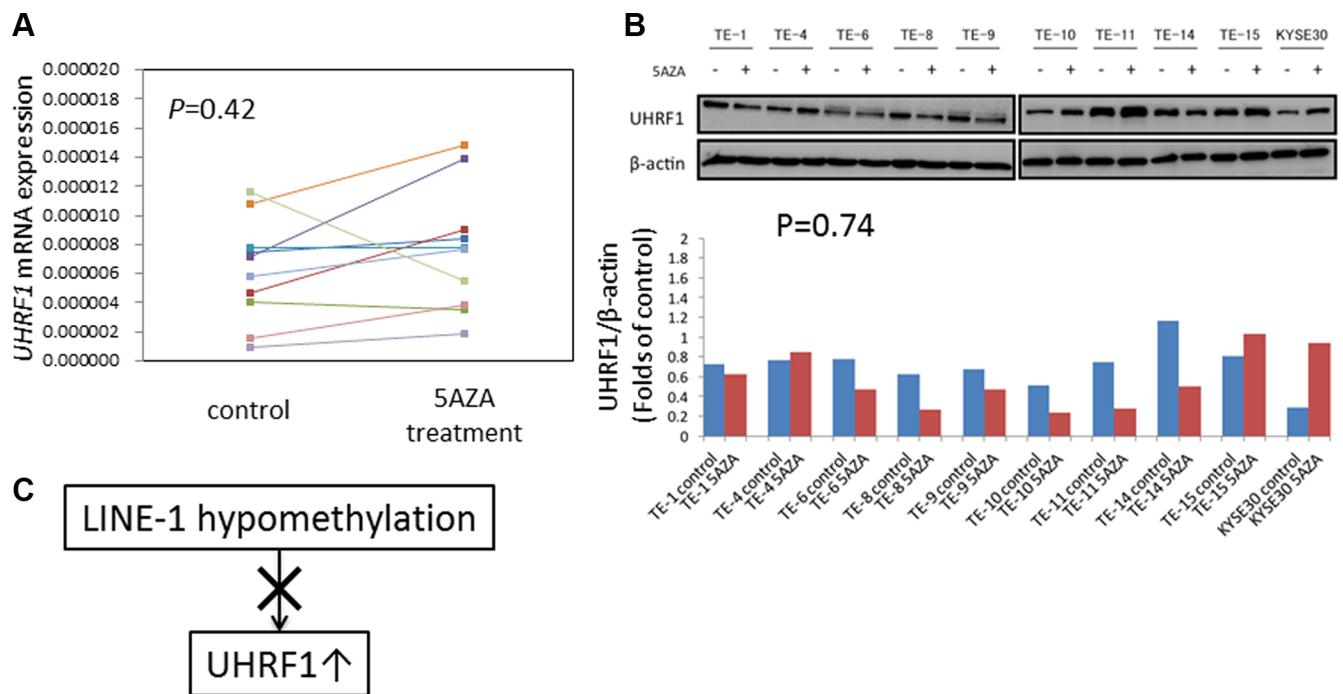 A
0.000020
0.000018
0.000016
0.000014
0.000012
0.000010
0.000008
0.000006
0.000004
0.000002
0.000000
UHRF1 mRNA expression
P=0.42
control
5AZA
treatment
B
TE-1 TE-4 TE-6 TE-8 TE-9 TE-10 TE-11 TE-14 TE-15 KYSE30
5AZA - + - + - + - + - + - + - + - + - + - +
UHRF1
β-actin
P=0.74
UHRF1/β-actin
(Folds of control)
2
1.8
1.6
1.4
1.2
1
0.8
0.6
0.4
0.2
0
TE-1 control
TE-1 5AZA
TE-4 control
TE-4 5AZA
TE-6 control
TE-6 5AZA
TE-8 control
TE-8 5AZA
TE-9 control
TE-9 5AZA
TE-10 control
TE-10 5AZA
TE-11 control
TE-11 5AZA
TE-14 control
TE-14 5AZA
TE-15 control
TE-15 5AZA
KYSE30 control
KYSE30 5AZA
C
LINE-1 hypomethylation
UHRF1↑